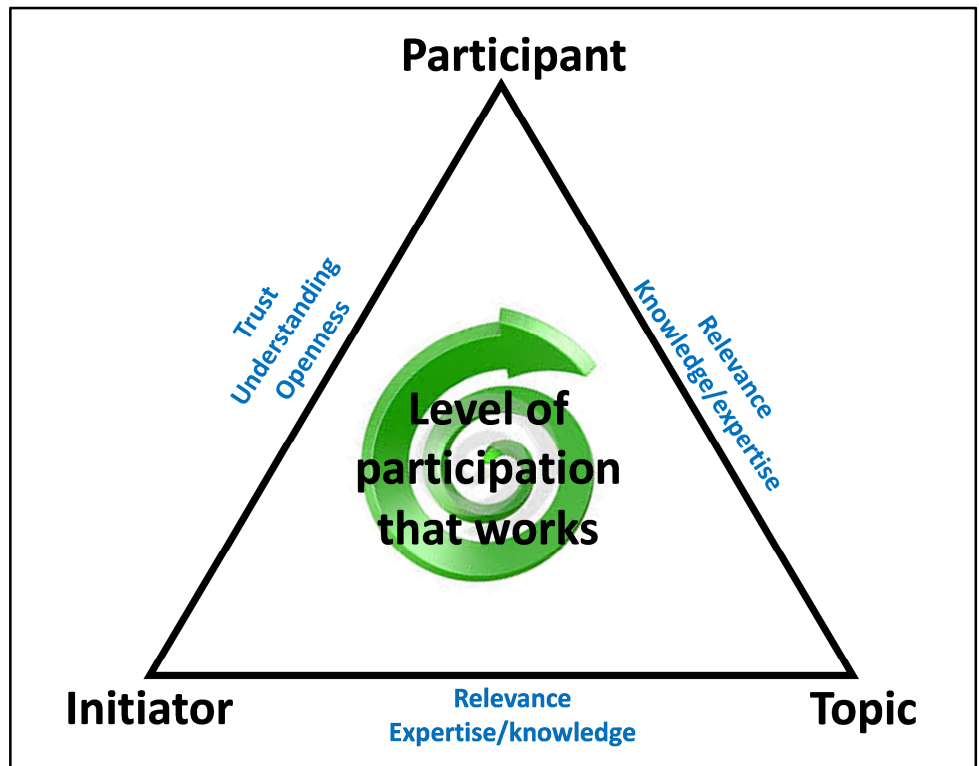 Participant
Trust
Understanding
Openness
Relevance
Knowledge/expertise
Level of
participation
that works
Initiator
Relevance
Expertise/knowledge
Topic